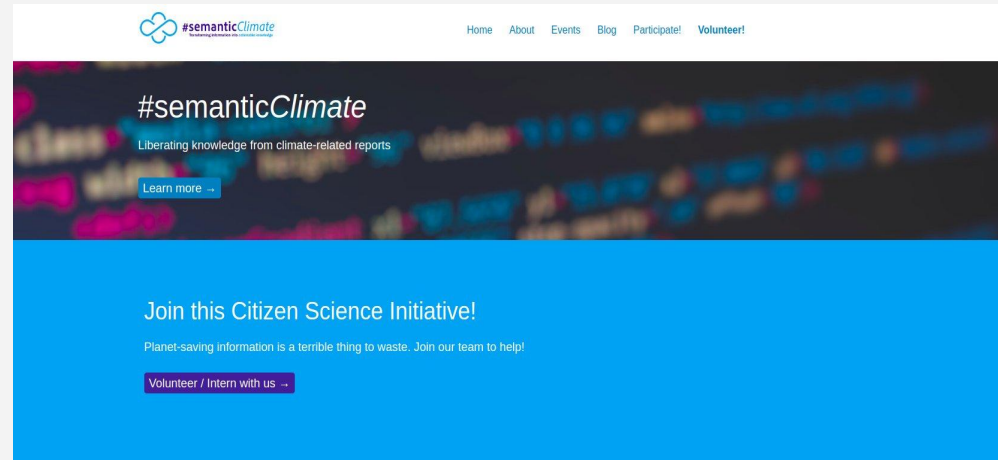 #semanticClimate
Home About Events Blog Participate! Volunteer!
#semanticClimate
Liberating knowledge from climate-related reports
Learn more →
Join this Citizen Science Initiative!
Planet-saving information is a terrible thing to waste. Join our team to help!
Volunteer / Intern with us →